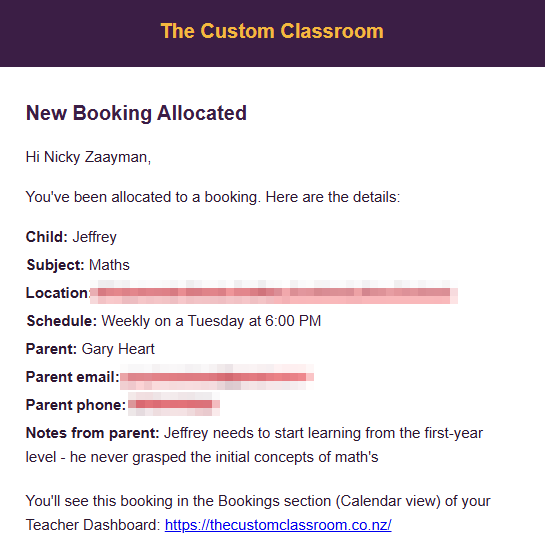 The Custom Classroom
New Booking Allocated
Hi Nicky Zaayman,
You've been allocated to a booking. Here are the details:
Child: Jeffrey
Subject: Maths
Location:
Schedule: Weekly on a Tuesday at 6:00 PM
Parent: Gary Heart
Parent email:
Parent phone:
Notes from parent: Jeffrey needs to start learning from the first-year
level - he never grasped the initial concepts of math's
You'll see this booking in the Bookings section (Calendar view) of your
Teacher Dashboard: https://thecustomclassroom.co.nz/